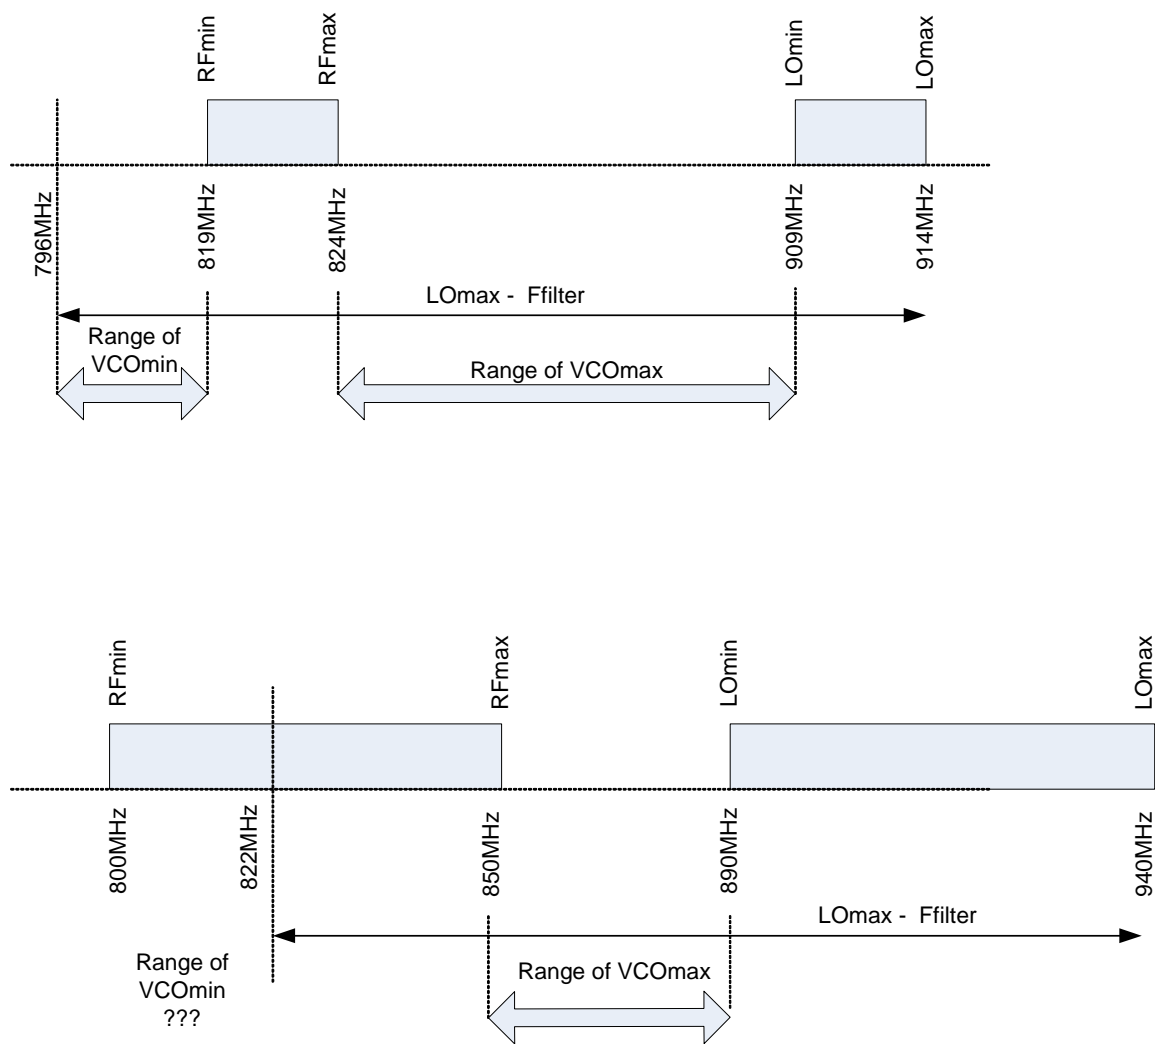 RFmin
RFmax
LOmin
LOmax
796MHz
819MHz
824MHz
909MHz
914MHz
LOmax - Ffilter
Range of
VCOmin
Range of VCOmax
RFmin
RFmax
LOmin
LOmax
800MHz
822MHz
850MHz
890MHz
940MHz
LOmax - Ffilter
Range of
VCOmin
???
Range of VCOmax